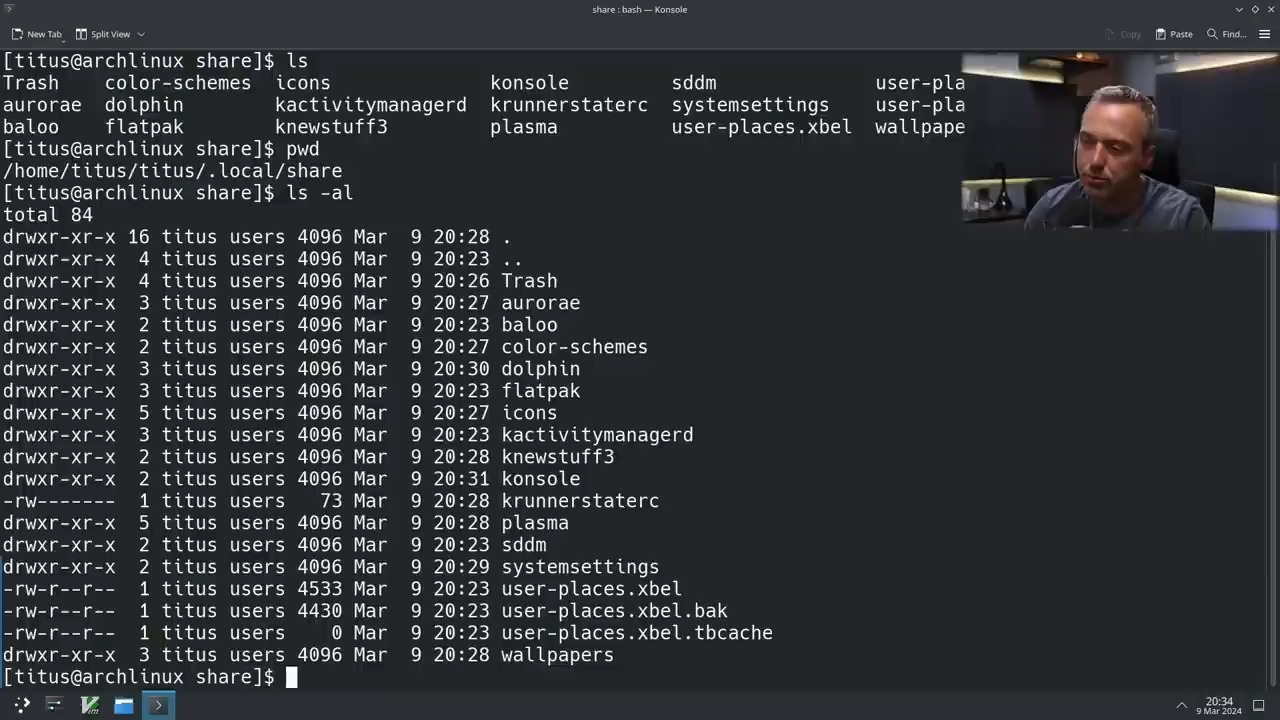 share : bash — Konsole
New Tab Split View Copy Paste Find...
[titus@archlinux share]$ ls
Trash color-schemes icons konsole sddm user-pla
aurorae dolphin kactivitymanagerd krunnerstaterc systemsettings user-pla
baloo flatpak knewstuff3 plasma user-places.xbel wallpape
[titus@archlinux share]$ pwd
/home/titus/titus/.local/share
[titus@archlinux share]$ ls -al
total 84
drwxr-xr-x 16 titus users 4096 Mar 9 20:28 .
drwxr-xr-x 4 titus users 4096 Mar 9 20:23 ..
drwxr-xr-x 4 titus users 4096 Mar 9 20:26 Trash
drwxr-xr-x 3 titus users 4096 Mar 9 20:27 aurorae
drwxr-xr-x 2 titus users 4096 Mar 9 20:23 baloo
drwxr-xr-x 2 titus users 4096 Mar 9 20:27 color-schemes
drwxr-xr-x 3 titus users 4096 Mar 9 20:30 dolphin
drwxr-xr-x 3 titus users 4096 Mar 9 20:23 flatpak
drwxr-xr-x 5 titus users 4096 Mar 9 20:27 icons
drwxr-xr-x 3 titus users 4096 Mar 9 20:23 kactivitymanagerd
drwxr-xr-x 2 titus users 4096 Mar 9 20:28 knewstuff3
drwxr-xr-x 2 titus users 4096 Mar 9 20:31 konsole
-rw------- 1 titus users 73 Mar 9 20:28 krunnerstaterc
drwxr-xr-x 5 titus users 4096 Mar 9 20:28 plasma
drwxr-xr-x 2 titus users 4096 Mar 9 20:23 sddm
drwxr-xr-x 2 titus users 4096 Mar 9 20:29 systemsettings
-rw-r--r-- 1 titus users 4533 Mar 9 20:23 user-places.xbel
-rw-r--r-- 1 titus users 4430 Mar 9 20:23 user-places.xbel.bak
-rw-r--r-- 1 titus users 0 Mar 9 20:23 user-places.xbel.tbcache
drwxr-xr-x 3 titus users 4096 Mar 9 20:28 wallpapers
[titus@archlinux share]$
20:34
9 Mar 2024